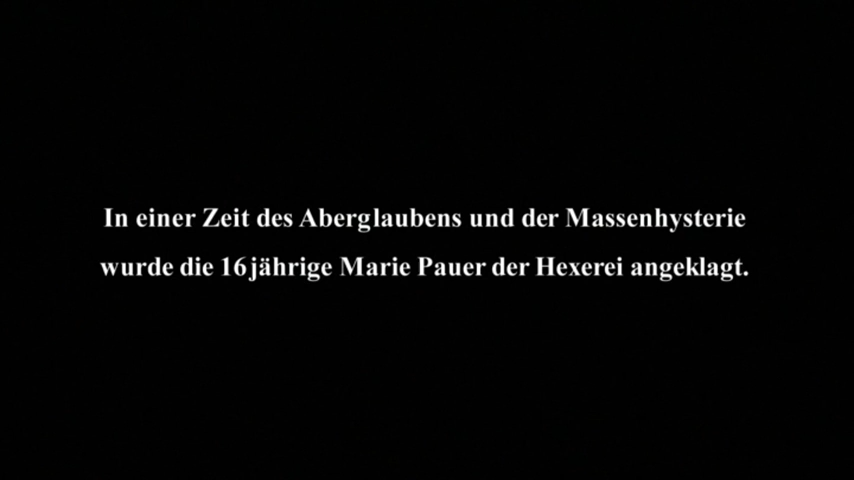 In einer Zeit des Aberglaubens und der Massenhysterie
wurde die 16jährige Marie Pauer der Hexerei angeklagt.